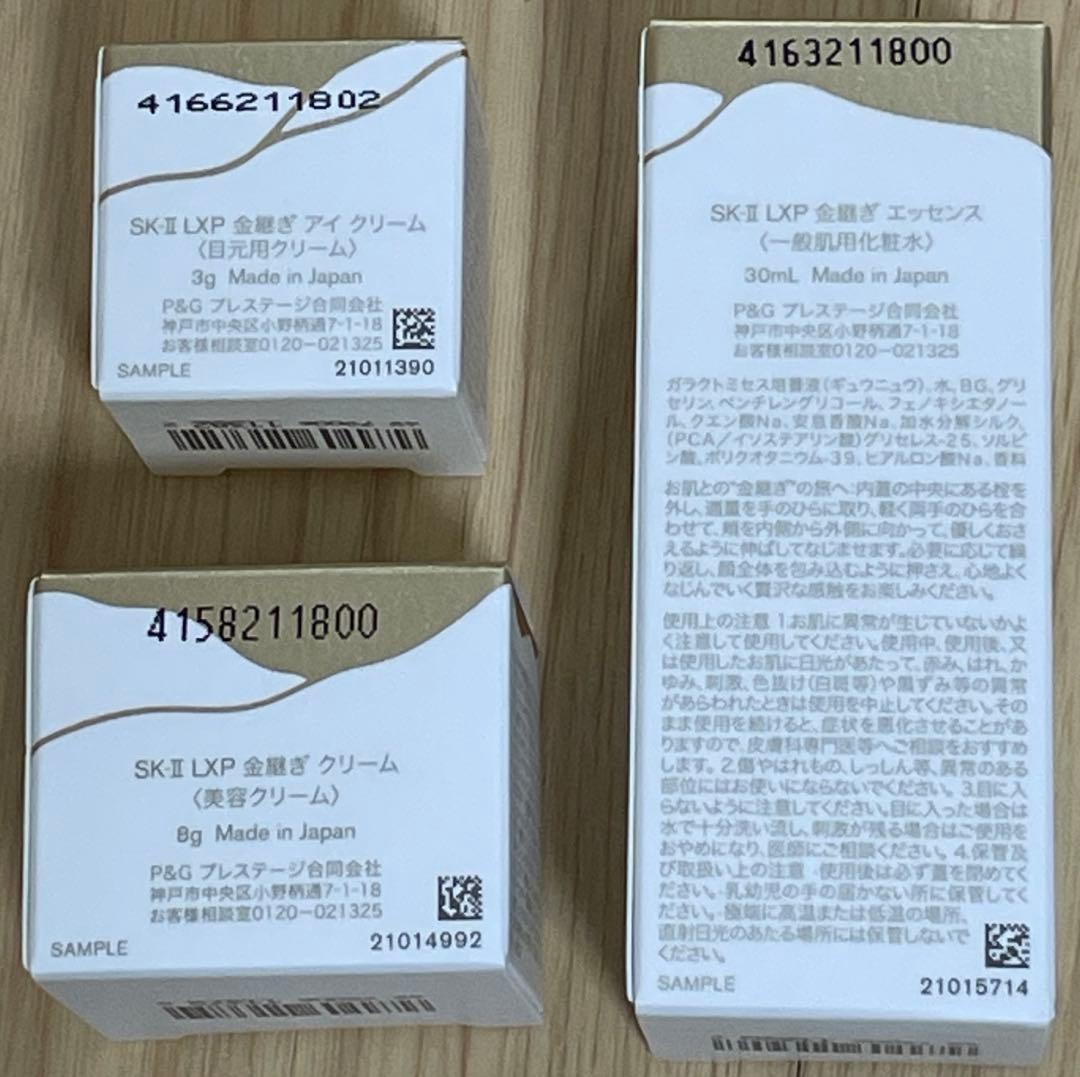 4166211802
SK-II LXP 金継ぎ アイ クリーム
〈目元用クリーム〉
3g Made in Japan
P&G プレステージ合同会社
神戸市中央区小野柄通7-1-18
お客様相談室0120-021325
SAMPLE 21011390
4158211800
SK-II LXP 金継ぎ クリーム
〈美容クリーム〉
8g Made in Japan
P&G プレステージ合同会社
神戸市中央区小野柄通7-1-18
お客様相談室0120-021325
SAMPLE 21014992
4163211800
SK-II LXP 金継ぎ エッセンス
〈一般肌用化粧水〉
30mL Made in Japan
P&G プレステージ合同会社
神戸市中央区小野柄通7-1-18
お客様相談室0120-021325
ガラクトミセス培養液(ギュウニュウ)、水、BG、グリ
セリン、ペンチレングリコール、フェノキシエタノー
ル、クエン酸Na、安息香酸Na、加水分解シルク、
(PCA/イソステアリン酸)グリセレス-25、ソルビ
ン酸、ポリクオタニウム-39、ヒアルロン酸Na、香料
お肌との“金継ぎ”の旅へ:内蓋の中央にある栓を
外し、適量を手のひらに取り、軽く両手のひらを合
わせて、頬を内側から外側に向かって、優しくおさ
えるように伸ばしてなじませます。必要に応じて繰
り返し、顔全体を包み込むように押さえ、心地よく
なじんでいく贅沢な感触をお楽しみください。
使用上の注意 1.お肌に異常が生じていないかよ
く注意して使用してください。使用中、使用後、又
は使用したお肌に日光があたって、赤み、はれ、か
ゆみ、刺激、色抜け(白斑等)や黒ずみ等の異常
があらわれたときは使用を中止してください。その
まま使用を続けると、症状を悪化させることがあ
りますので、皮膚科専門医等へご相談をおすすめ
します。2.傷やはれもの、しっしん等、異常のある
部位にはお使いにならないでください。3.目に入
らないように注意してください。目に入った場合は
水で十分洗い流し、刺激が残る場合はご使用を
おやめになり、医師にご相談ください。4.保管及
び取扱い上の注意 ・使用後は必ず蓋を閉めてく
ださい。・乳幼児の手の届かない所に保管してく
ださい。・極端に高温または低温の場所、
直射日光のあたる場所には保管しないで
ください。
SAMPLE 21015714